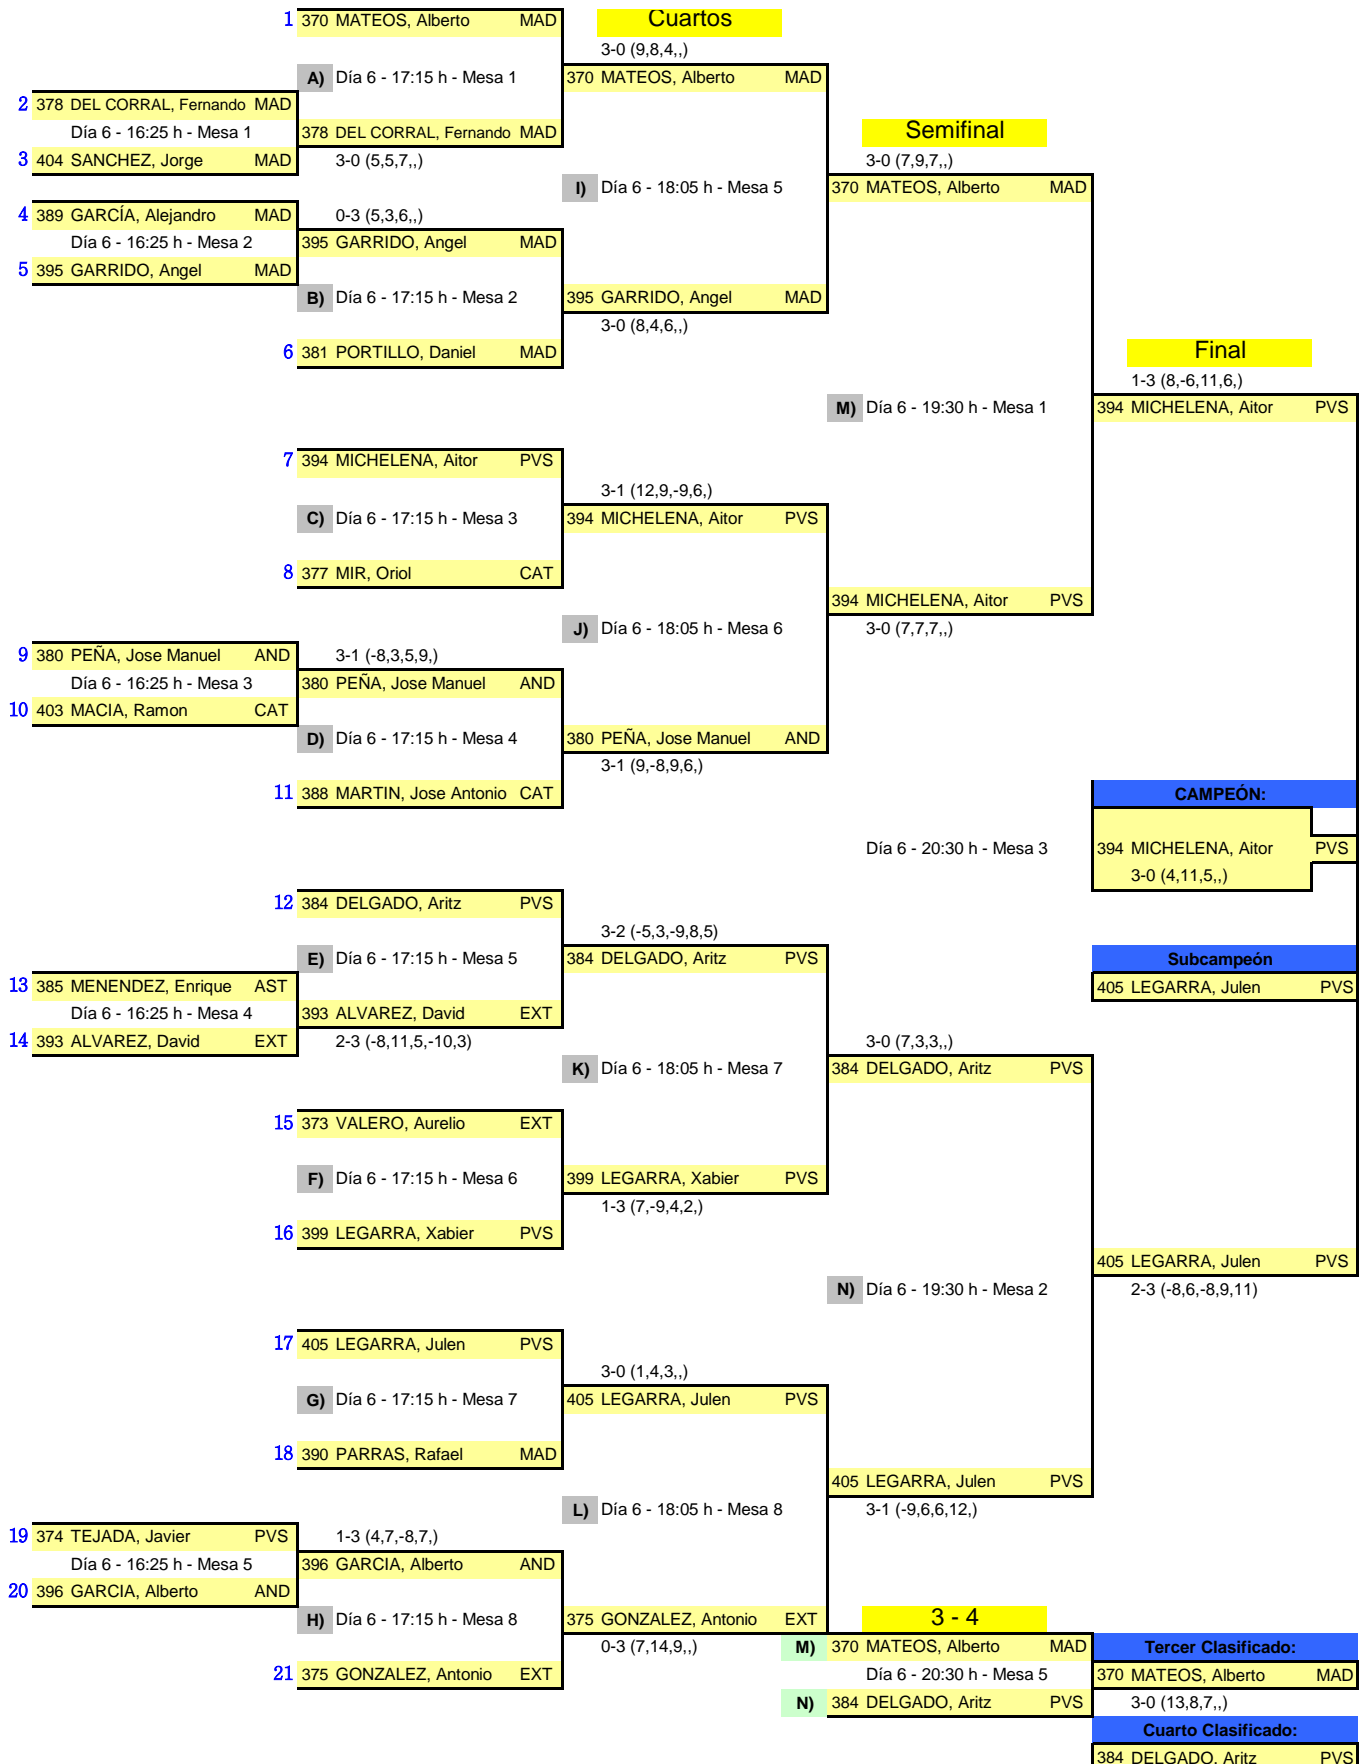 1 370 MATEOS, Alberto MAD Cuartos
3-0 (9,8,4,,)
A) Día 6 - 17:15 h - Mesa 1 370 MATEOS, Alberto MAD
2 378 DEL CORRAL, Fernando MAD
Día 6 - 16:25 h - Mesa 1 378 DEL CORRAL, Fernando MAD Semifinal
3 404 SANCHEZ, Jorge MAD 3-0 (5,5,7,,) 3-0 (7,9,7,,)
I) Día 6 - 18:05 h - Mesa 5 370 MATEOS, Alberto MAD
4 389 GARCÍA, Alejandro MAD 0-3 (5,3,6,,)
Día 6 - 16:25 h - Mesa 2 395 GARRIDO, Angel MAD
5 395 GARRIDO, Angel MAD
B) Día 6 - 17:15 h - Mesa 2 395 GARRIDO, Angel MAD
3-0 (8,4,6,,)
6 381 PORTILLO, Daniel MAD Final
1-3 (8,-6,11,6,)
M) Día 6 - 19:30 h - Mesa 1 394 MICHELENA, Aitor PVS
7 394 MICHELENA, Aitor PVS
3-1 (12,9,-9,6,)
C) Día 6 - 17:15 h - Mesa 3 394 MICHELENA, Aitor PVS
8 377 MIR, Oriol CAT
394 MICHELENA, Aitor PVS
J) Día 6 - 18:05 h - Mesa 6 3-0 (7,7,7,,)
9 380 PEÑA, Jose Manuel AND 3-1 (-8,3,5,9,)
Día 6 - 16:25 h - Mesa 3 380 PEÑA, Jose Manuel AND
10 403 MACIA, Ramon CAT
D) Día 6 - 17:15 h - Mesa 4 380 PEÑA, Jose Manuel AND
3-1 (9,-8,9,6,)
11 388 MARTIN, Jose Antonio CAT CAMPEÓN:
Día 6 - 20:30 h - Mesa 3 394 MICHELENA, Aitor PVS
3-0 (4,11,5,,)
12 384 DELGADO, Aritz PVS
3-2 (-5,3,-9,8,5)
E) Día 6 - 17:15 h - Mesa 5 384 DELGADO, Aritz PVS Subcampeón
13 385 MENENDEZ, Enrique AST 405 LEGARRA, Julen PVS
Día 6 - 16:25 h - Mesa 4 393 ALVAREZ, David EXT
14 393 ALVAREZ, David EXT 2-3 (-8,11,5,-10,3) 3-0 (7,3,3,,)
K) Día 6 - 18:05 h - Mesa 7 384 DELGADO, Aritz PVS
15 373 VALERO, Aurelio EXT
F) Día 6 - 17:15 h - Mesa 6 399 LEGARRA, Xabier PVS
1-3 (7,-9,4,2,)
16 399 LEGARRA, Xabier PVS
405 LEGARRA, Julen PVS
N) Día 6 - 19:30 h - Mesa 2 2-3 (-8,6,-8,9,11)
17 405 LEGARRA, Julen PVS
3-0 (1,4,3,,)
G) Día 6 - 17:15 h - Mesa 7 405 LEGARRA, Julen PVS
18 390 PARRAS, Rafael MAD
405 LEGARRA, Julen PVS
L) Día 6 - 18:05 h - Mesa 8 3-1 (-9,6,6,12,)
19 374 TEJADA, Javier PVS 1-3 (4,7,-8,7,)
Día 6 - 16:25 h - Mesa 5 396 GARCIA, Alberto AND
20 396 GARCIA, Alberto AND
H) Día 6 - 17:15 h - Mesa 8 375 GONZALEZ, Antonio EXT 3 - 4
0-3 (7,14,9,,) M) 370 MATEOS, Alberto MAD Tercer Clasificado:
21 375 GONZALEZ, Antonio EXT Día 6 - 20:30 h - Mesa 5 370 MATEOS, Alberto MAD
N) 384 DELGADO, Aritz PVS 3-0 (13,8,7,,)
Cuarto Clasificado:
384 DELGADO, Aritz PVS